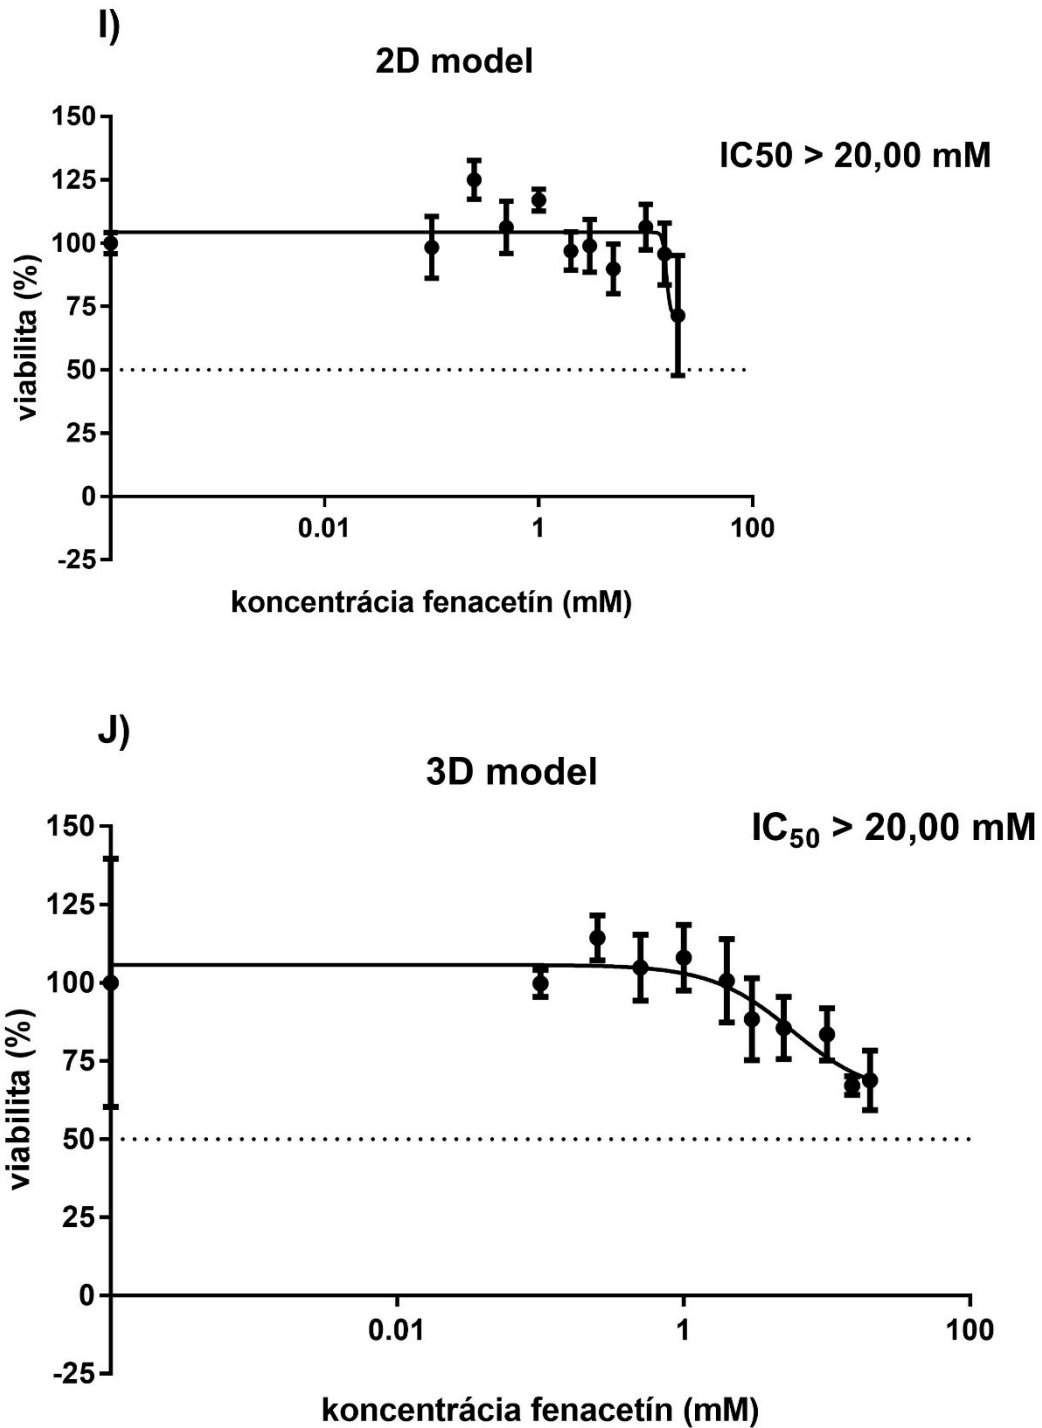 I)
2D model
IC50 > 20,00 mM
150
125
100
75
50
25
0
-25
viabilita (%)
0.01
1
100
koncentrácia fenacetín (mM)
J)
3D model
IC₅₀ > 20,00 mM
150
125
100
75
50
25
0
-25
viabilita (%)
0.01
1
100
koncentrácia fenacetín (mM)